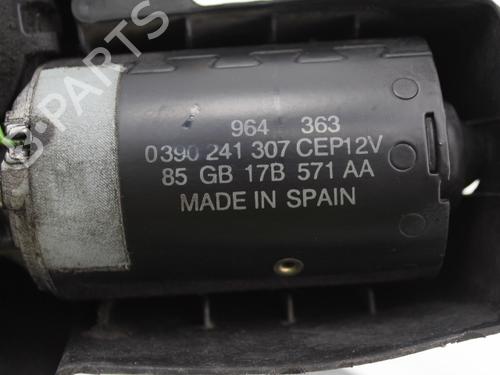 964 363
0390 241 307 CEP12V
85 GB 17B 571 AA
MADE IN SPAIN
B-PARTS